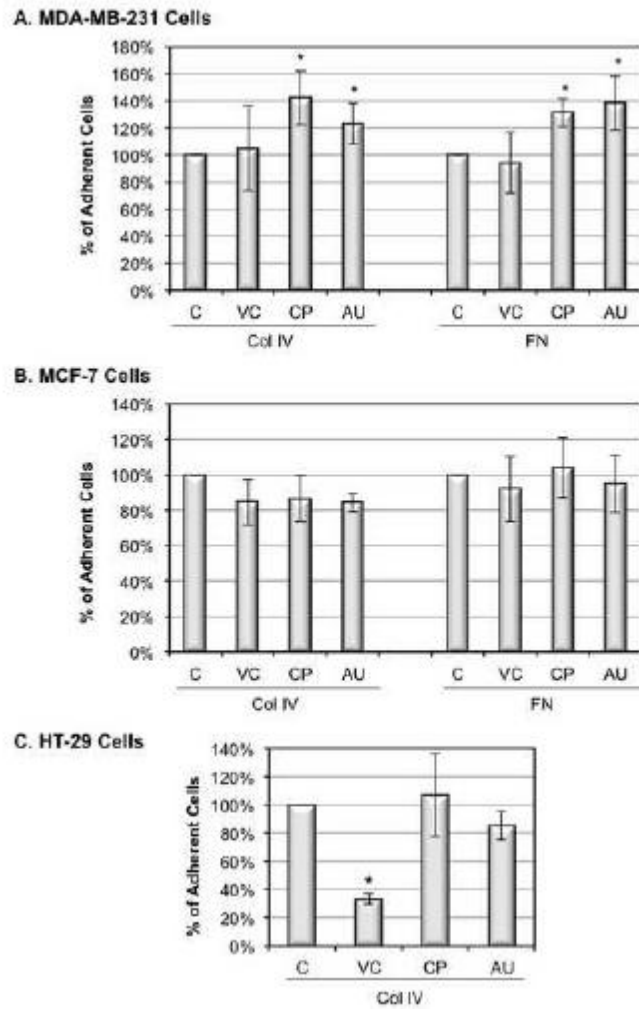 A. MDA-MB-231 Cells
% of Adherent Cells
180%
160%
140%
120%
100%
80%
60%
40%
20%
0%
* * * *
C VC CP AU C VC CP AU
Col IV FN
B. MCF-7 Cells
% of Adherent Cells
140%
120%
100%
80%
60%
40%
20%
0%
C VC CP AU C VC CP AU
Col IV FN
C. HT-29 Cells
% of Adherent Cells
140%
120%
100%
80%
60%
40%
20%
0%
*
C VC CP AU
Col IV